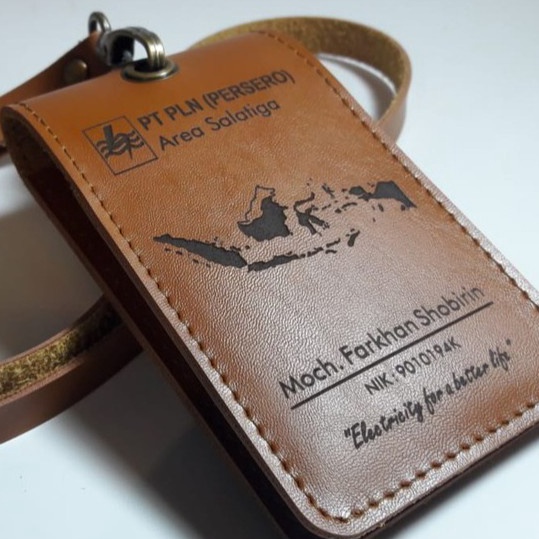 PT PLN (PERSERO)
Area Salatiga
Moch. Farkhan Shobirin
NIK : 9010194K
"Electricity for a better life"